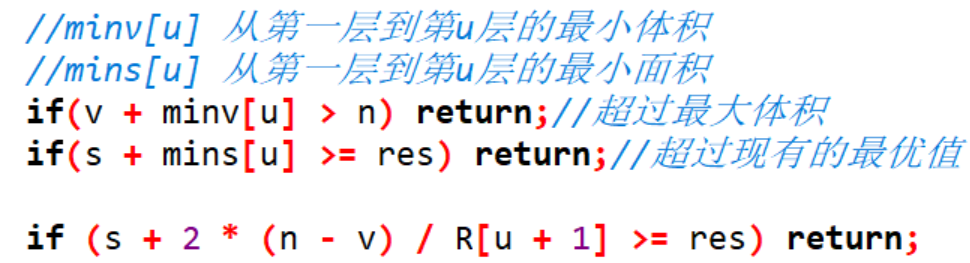 //minv[u] 从第一层到第u层的最小体积
//mins[u] 从第一层到第u层的最小面积
if(v + minv[u] > n) return;//超过最大体积
if(s + mins[u] >= res) return;//超过现有的最优值
if (s + 2 * (n - v) / R[u + 1] >= res) return;